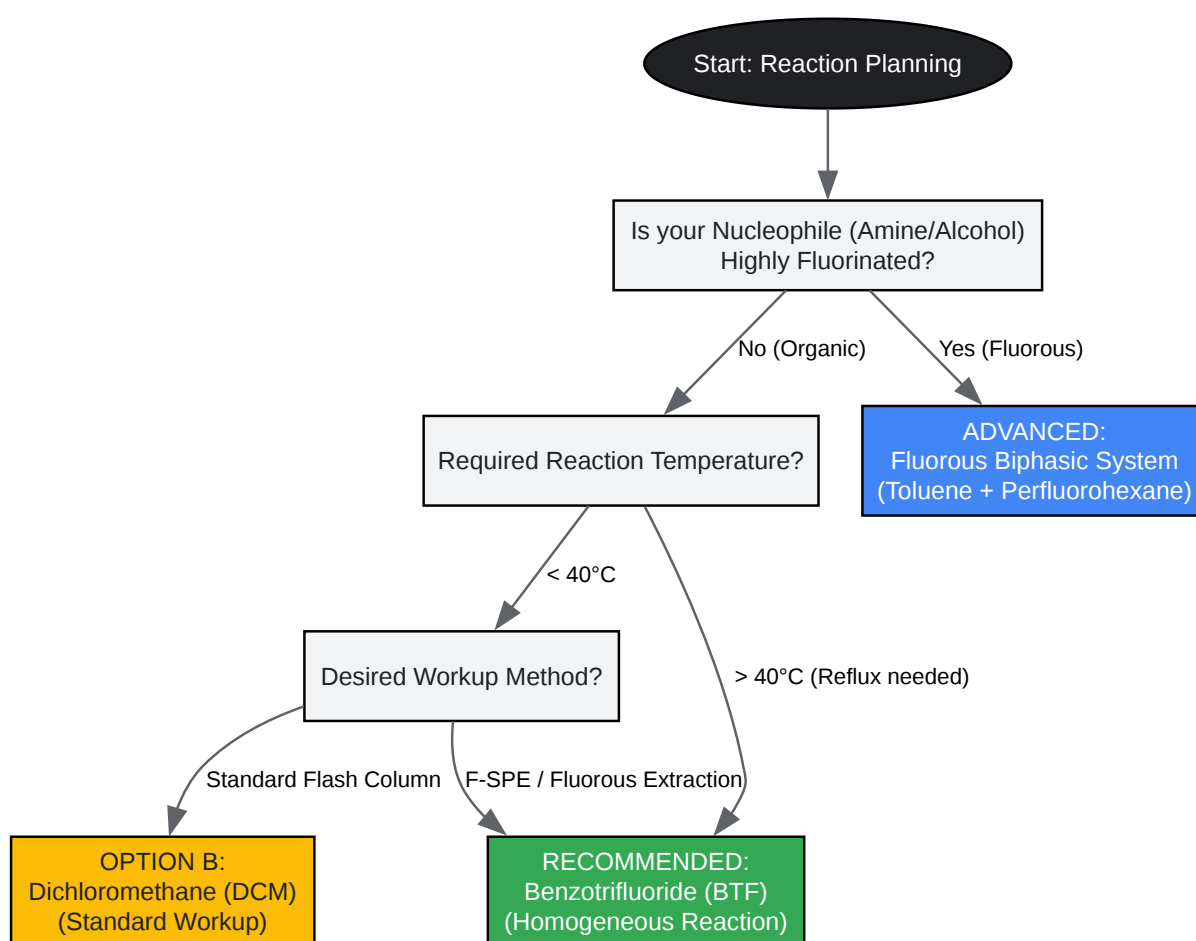 Start: Reaction Planning
Is your Nucleophile (Amine/Alcohol)
Highly Fluorinated?
No (Organic)
Yes (Fluorous)
Required Reaction Temperature?
ADVANCED:
Fluorous Biphasic System
(Toluene + Perfluorohexane)
< 40°C
Desired Workup Method?
> 40°C (Reflux needed)
Standard Flash Column
F-SPE / Fluorous Extraction
OPTION B:
Dichloromethane (DCM)
(Standard Workup)
RECOMMENDED:
Benzotrifluoride (BTF)
(Homogeneous Reaction)